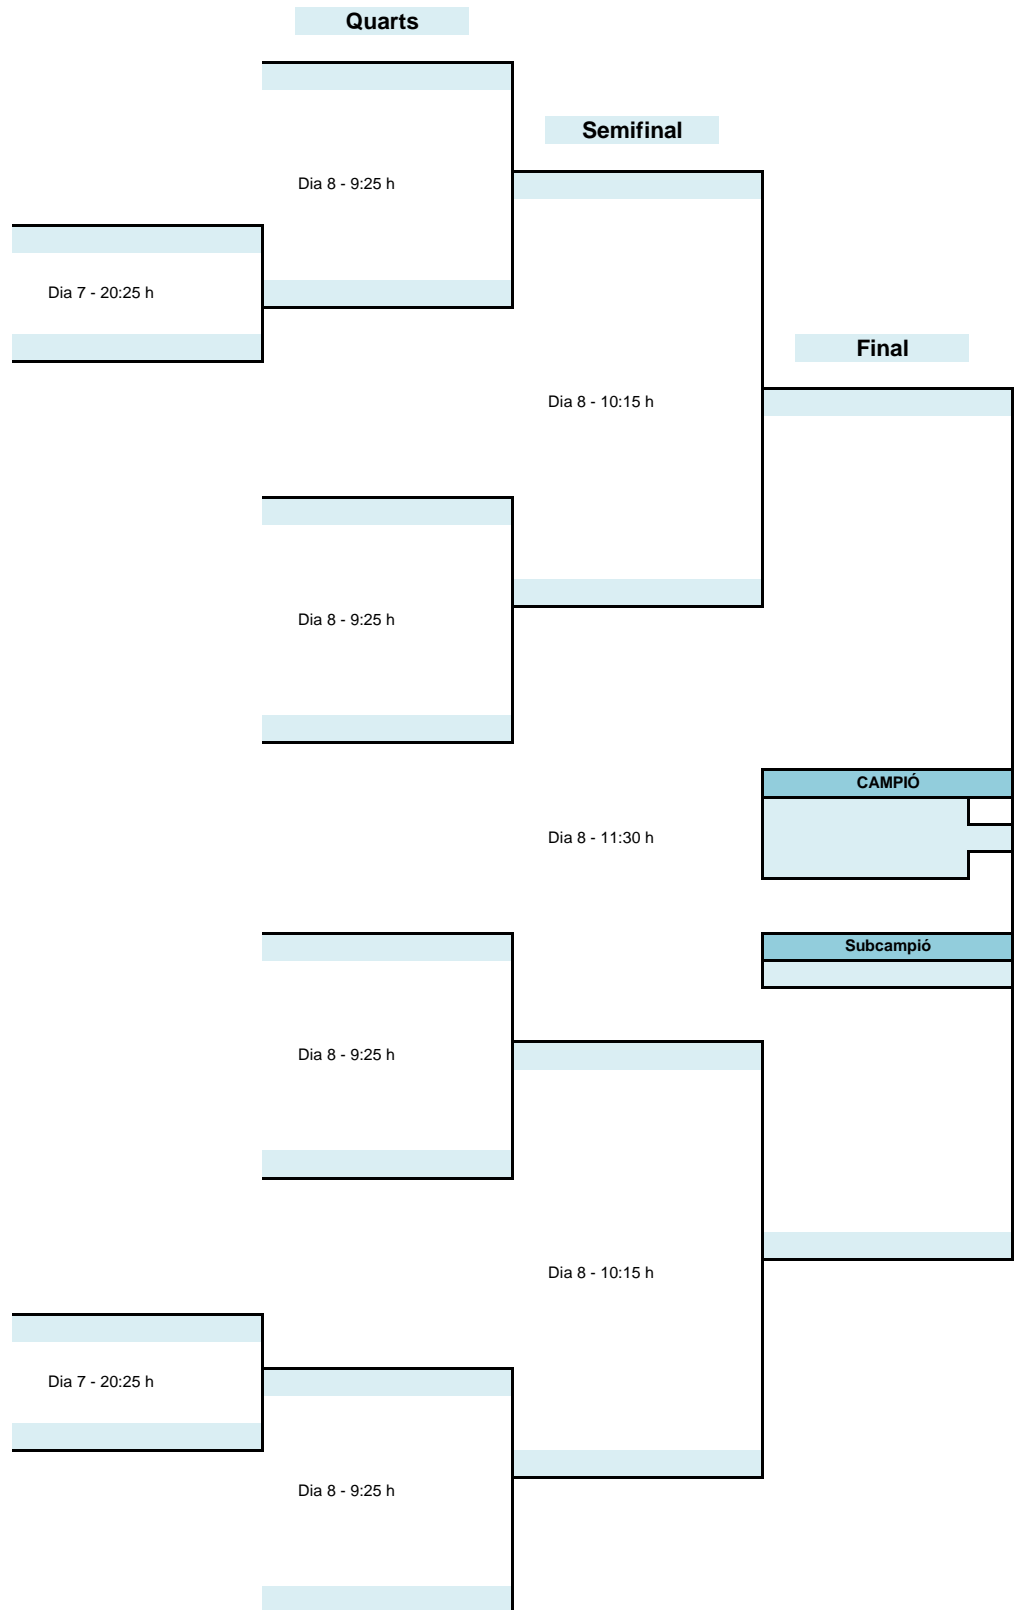 Quarts
Semifinal
Dia 8 - 9:25 h
Dia 7 - 20:25 h
Final
Dia 8 - 10:15 h
Dia 8 - 9:25 h
CAMPIÓ
Dia 8 - 11:30 h
Subcampió
Dia 8 - 9:25 h
Dia 8 - 10:15 h
Dia 7 - 20:25 h
Dia 8 - 9:25 h